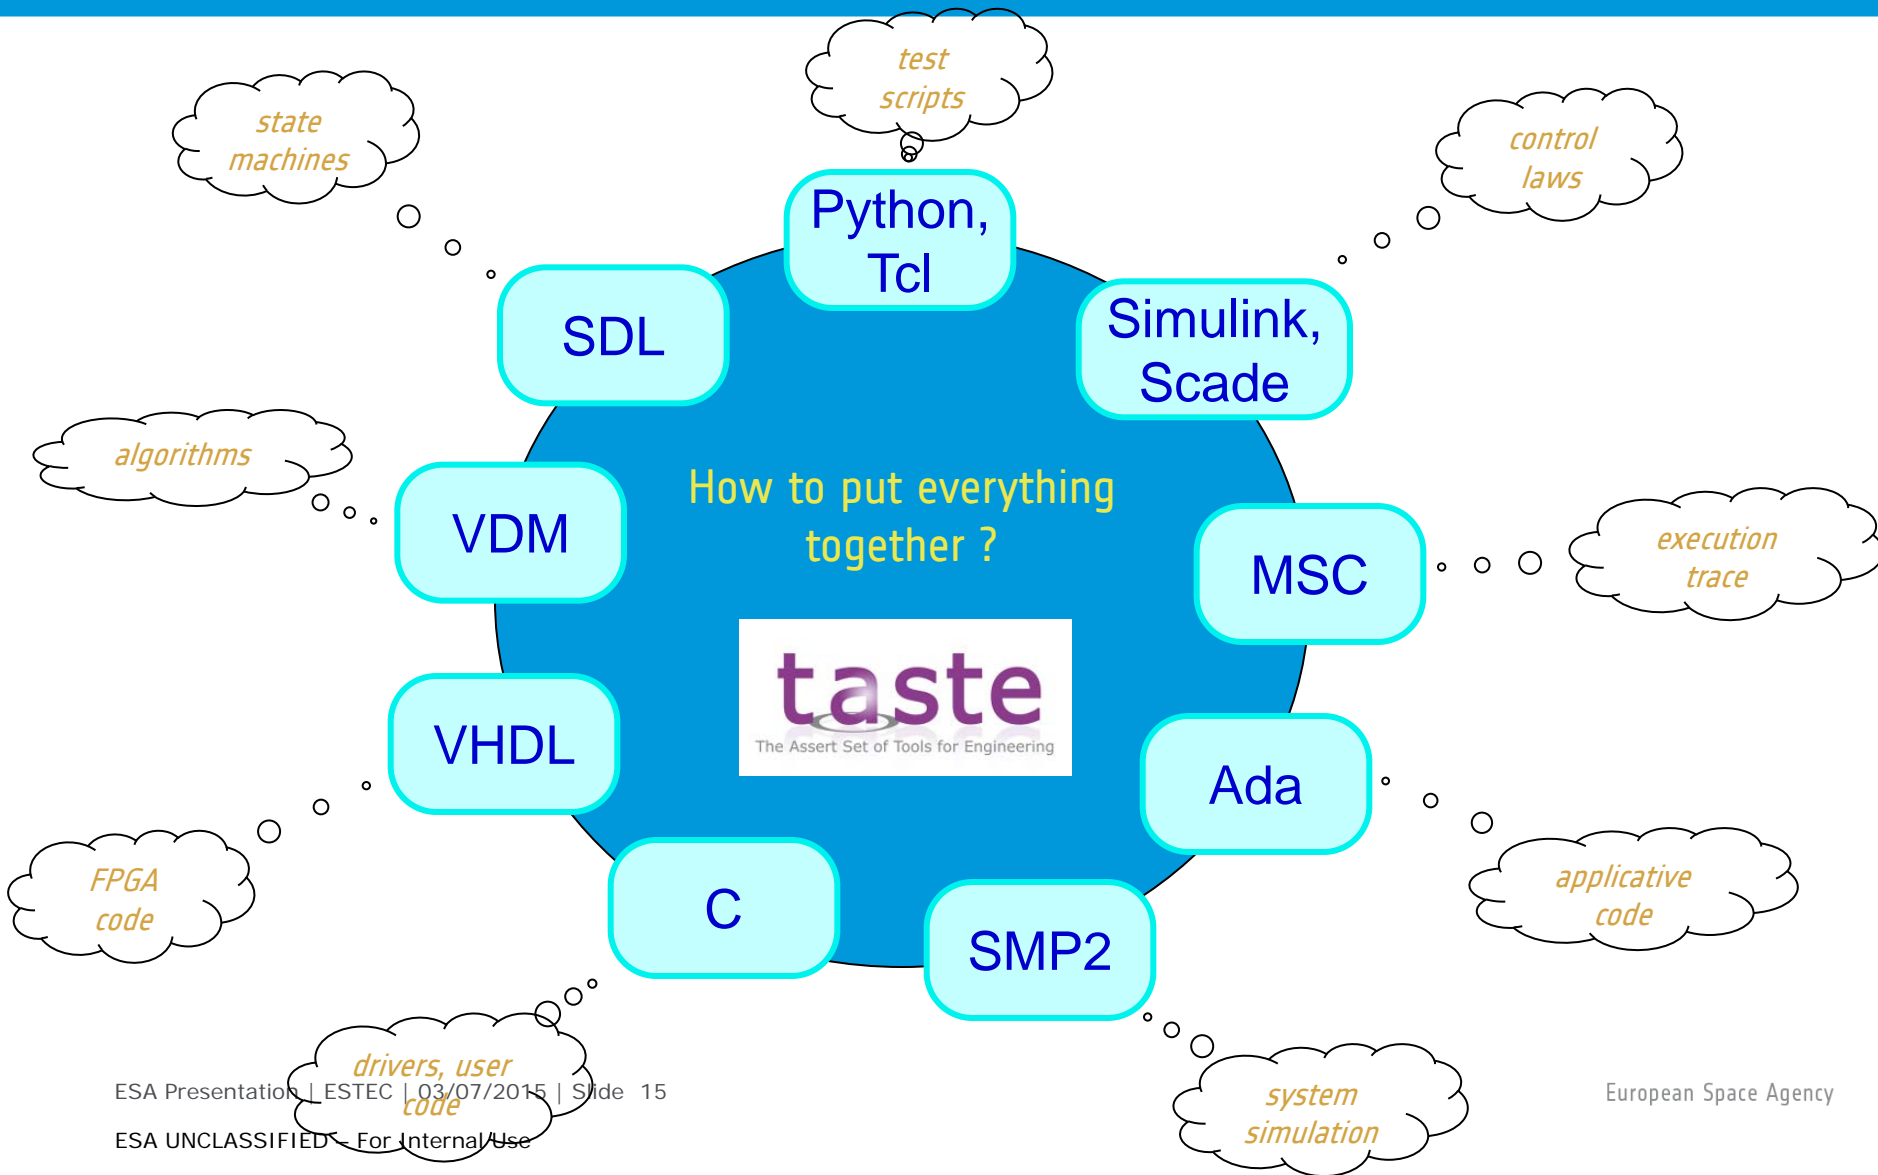 test
scripts
state
machines
control
laws
Python,
Tcl
SDL
Simulink,
Scade
algorithms
VDM
How to put everything
together ?
MSC
execution
trace
taste
The Assert Set of Tools for Engineering
VHDL
Ada
FPGA
code
C
SMP2
applicative
code
drivers, user
code
system
simulation
ESA Presentation | ESTEC | 03/07/2015 | Slide 15
European Space Agency
ESA UNCLASSIFIED – For Internal Use